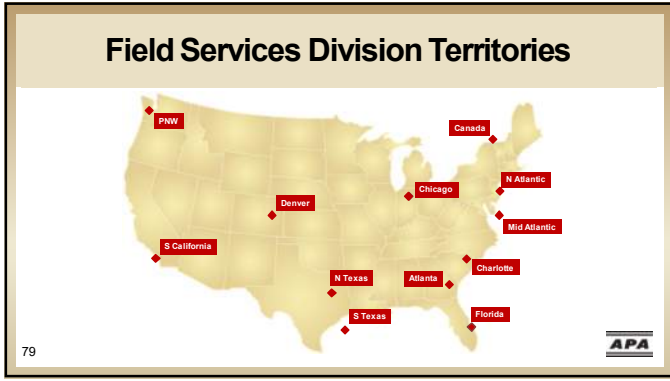 Field Services Division Territories
PNW
Canada
N Atlantic
Chicago
Denver
Mid Atlantic
S California
Charlotte
N Texas
Atlanta
S Texas
Florida
79
APA